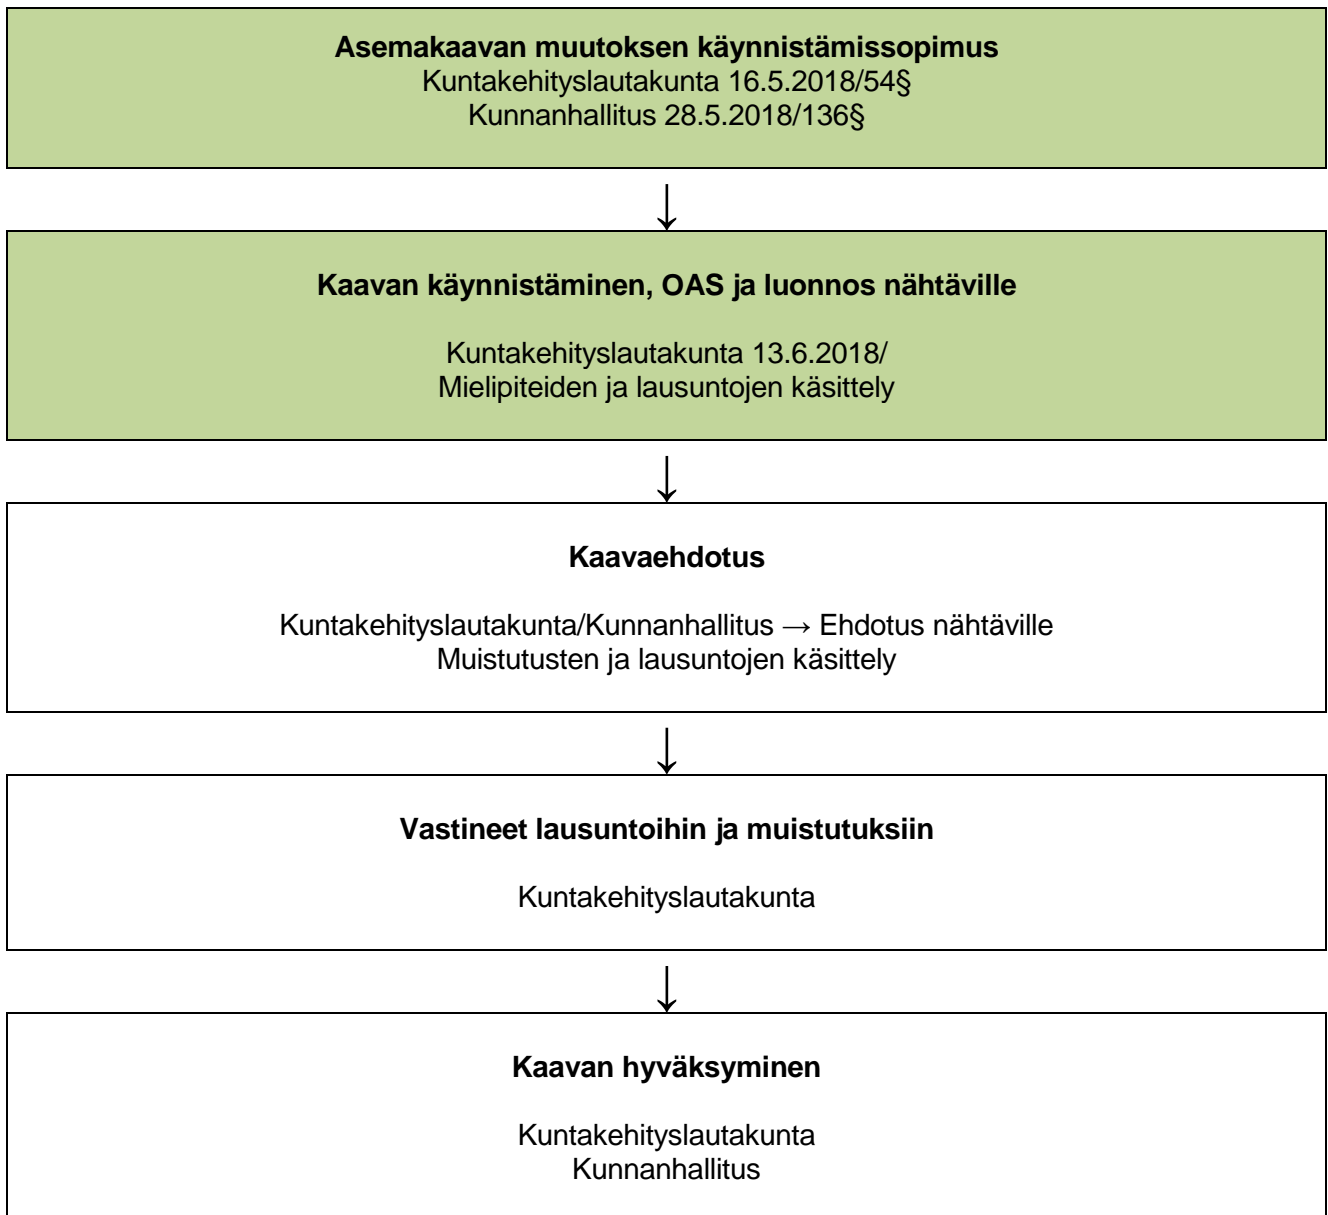 Asemakaavan muutoksen käynnistämissopimus
Kuntakehityslautakunta 16.5.2018/54§
Kunnanhallitus 28.5.2018/136§
↓
Kaavan käynnistäminen, OAS ja luonnos nähtäville
Kuntakehityslautakunta 13.6.2018/
Mielipiteiden ja lausuntojen käsittely
↓
Kaavaehdotus
Kuntakehityslautakunta/Kunnanhallitus → Ehdotus nähtäville
Muistutusten ja lausuntojen käsittely
↓
Vastineet lausuntoihin ja muistutuksiin
Kuntakehityslautakunta
↓
Kaavan hyväksyminen
Kuntakehityslautakunta
Kunnanhallitus